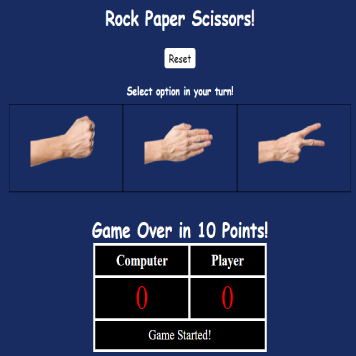 Rock Paper Scissors!
Reset
Select option in your turn!
Game Over in 10 Points!
Computer Player
0 0
Game Started!